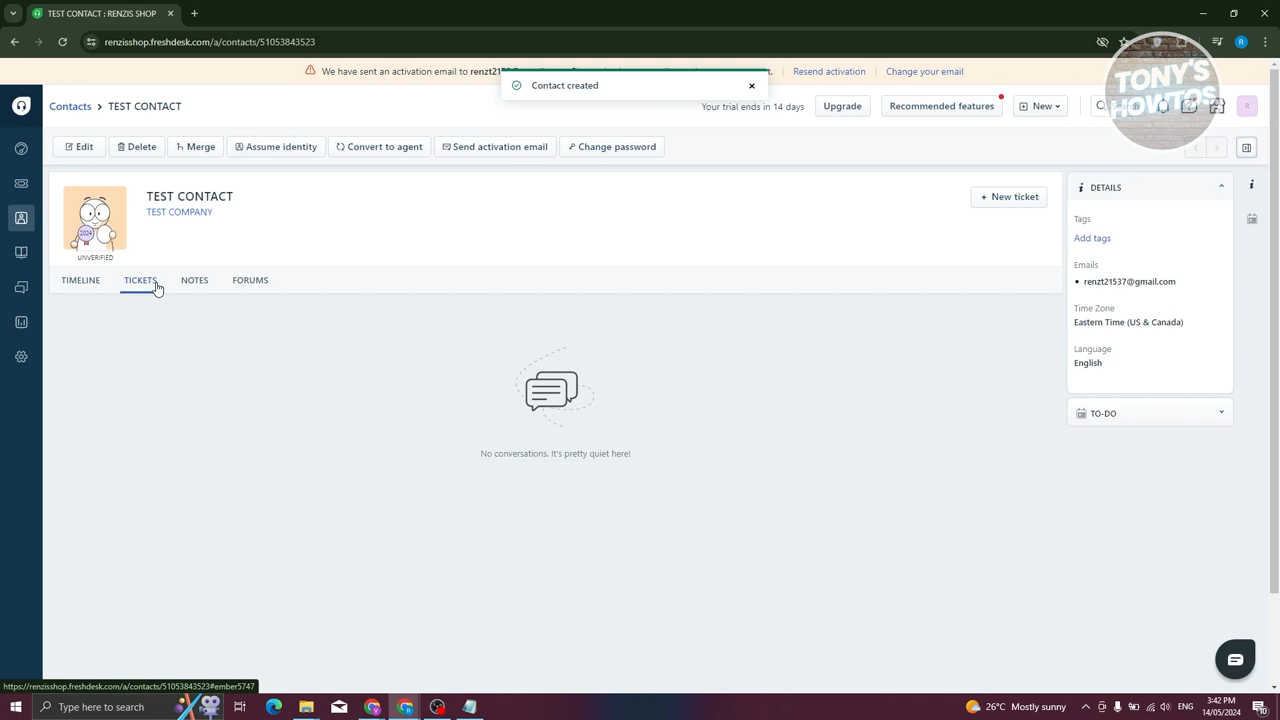 TEST CONTACT : RENZIS SHOP
renzisshop.freshdesk.com/a/contacts/51053843523
R
We have sent an activation email to renzt21
Resend activation
Change your email
Contact created
Contacts > TEST CONTACT
Your trial ends in 14 days
Upgrade
Recommended features
New
R
TONY'S
HOWTOS
Edit
Delete
Merge
Assume identity
Convert to agent
Send activation email
Change password
TEST CONTACT
TEST COMPANY
2024
UNVERIFIED
+ New ticket
TIMELINE
TICKETS
NOTES
FORUMS
No conversations. It's pretty quiet here!
DETAILS
Tags
Add tags
Emails
• renzt21537@gmail.com
Time Zone
Eastern Time (US & Canada)
Language
English
TO-DO
https://renzisshop.freshdesk.com/a/contacts/51053843523#ember5747
Type here to search
26°C Mostly sunny
ENG
3:42 PM
14/05/2024